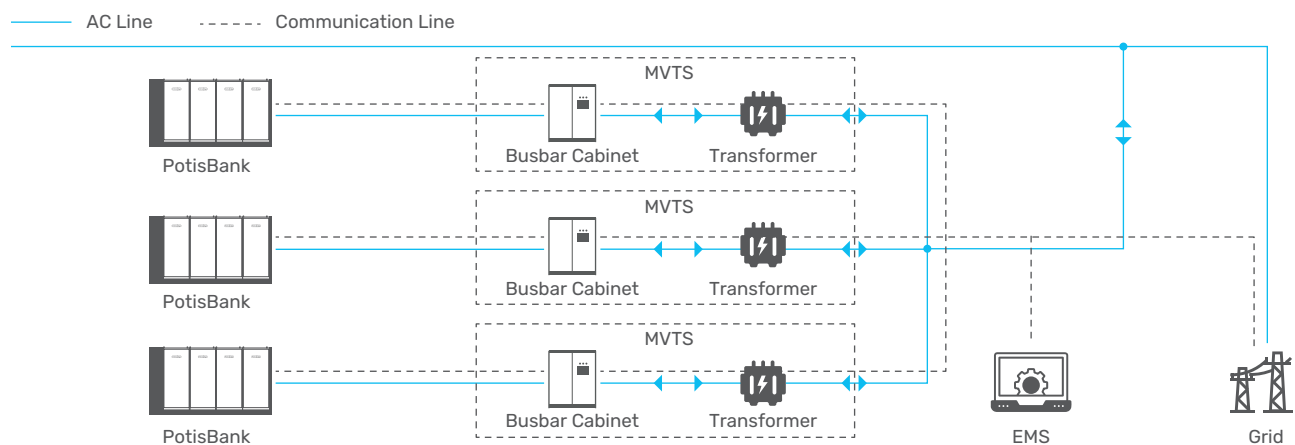 AC Line
Communication Line
MVTS
PotisBank
Busbar Cabinet
Transformer
MVTS
PotisBank
Busbar Cabinet
Transformer
MVTS
PotisBank
Busbar Cabinet
Transformer
EMS
Grid